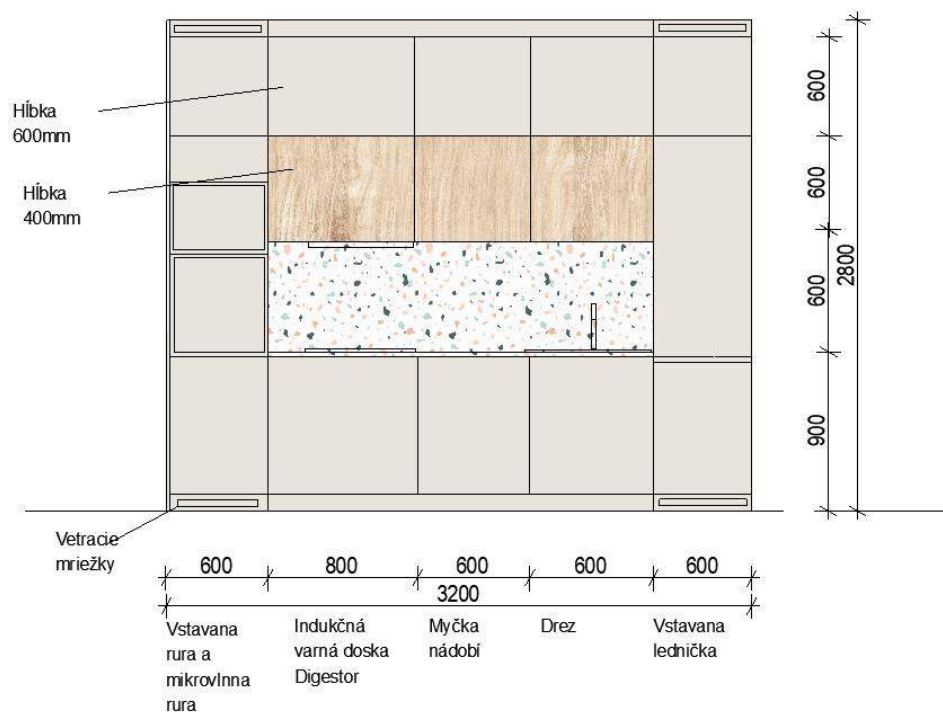 Hĺbka
600mm
Hĺbka
400mm
Vetracie
mriežky
600
600
600
900
2800
600
800
600
600
600
3200
Vstavana
rura a
mikrovlnna
rura
Indukčná
varná doska
Digestor
Myčka
nádobí
Drez
Vstavana
lednička